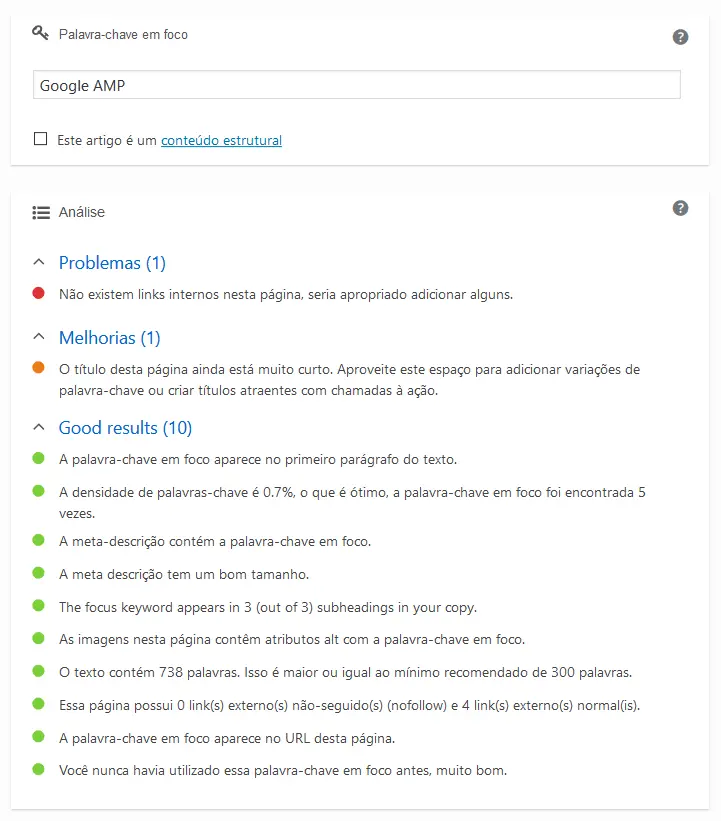 Palavra-chave em foco
Google AMP
Este artigo é um conteúdo estrutural
Análise
Problemas (1)
Não existem links internos nesta página, seria apropriado adicionar alguns.
Melhorias (1)
O título desta página ainda está muito curto. Aproveite este espaço para adicionar variações de
palavra-chave ou criar títulos atraentes com chamadas à ação.
Good results (10)
A palavra-chave em foco aparece no primeiro parágrafo do texto.
A densidade de palavras-chave é 0.7%, o que é ótimo, a palavra-chave em foco foi encontrada 5
vezes.
A meta-descrição contém a palavra-chave em foco.
A meta descrição tem um bom tamanho.
The focus keyword appears in 3 (out of 3) subheadings in your copy.
As imagens nesta página contêm atributos alt com a palavra-chave em foco.
O texto contém 738 palavras. Isso é maior ou igual ao mínimo recomendado de 300 palavras.
Essa página possui 0 link(s) externo(s) não-seguido(s) (nofollow) e 4 link(s) externo(s) normal(is).
A palavra-chave em foco aparece no URL desta página.
Você nunca havia utilizado essa palavra-chave em foco antes, muito bom.